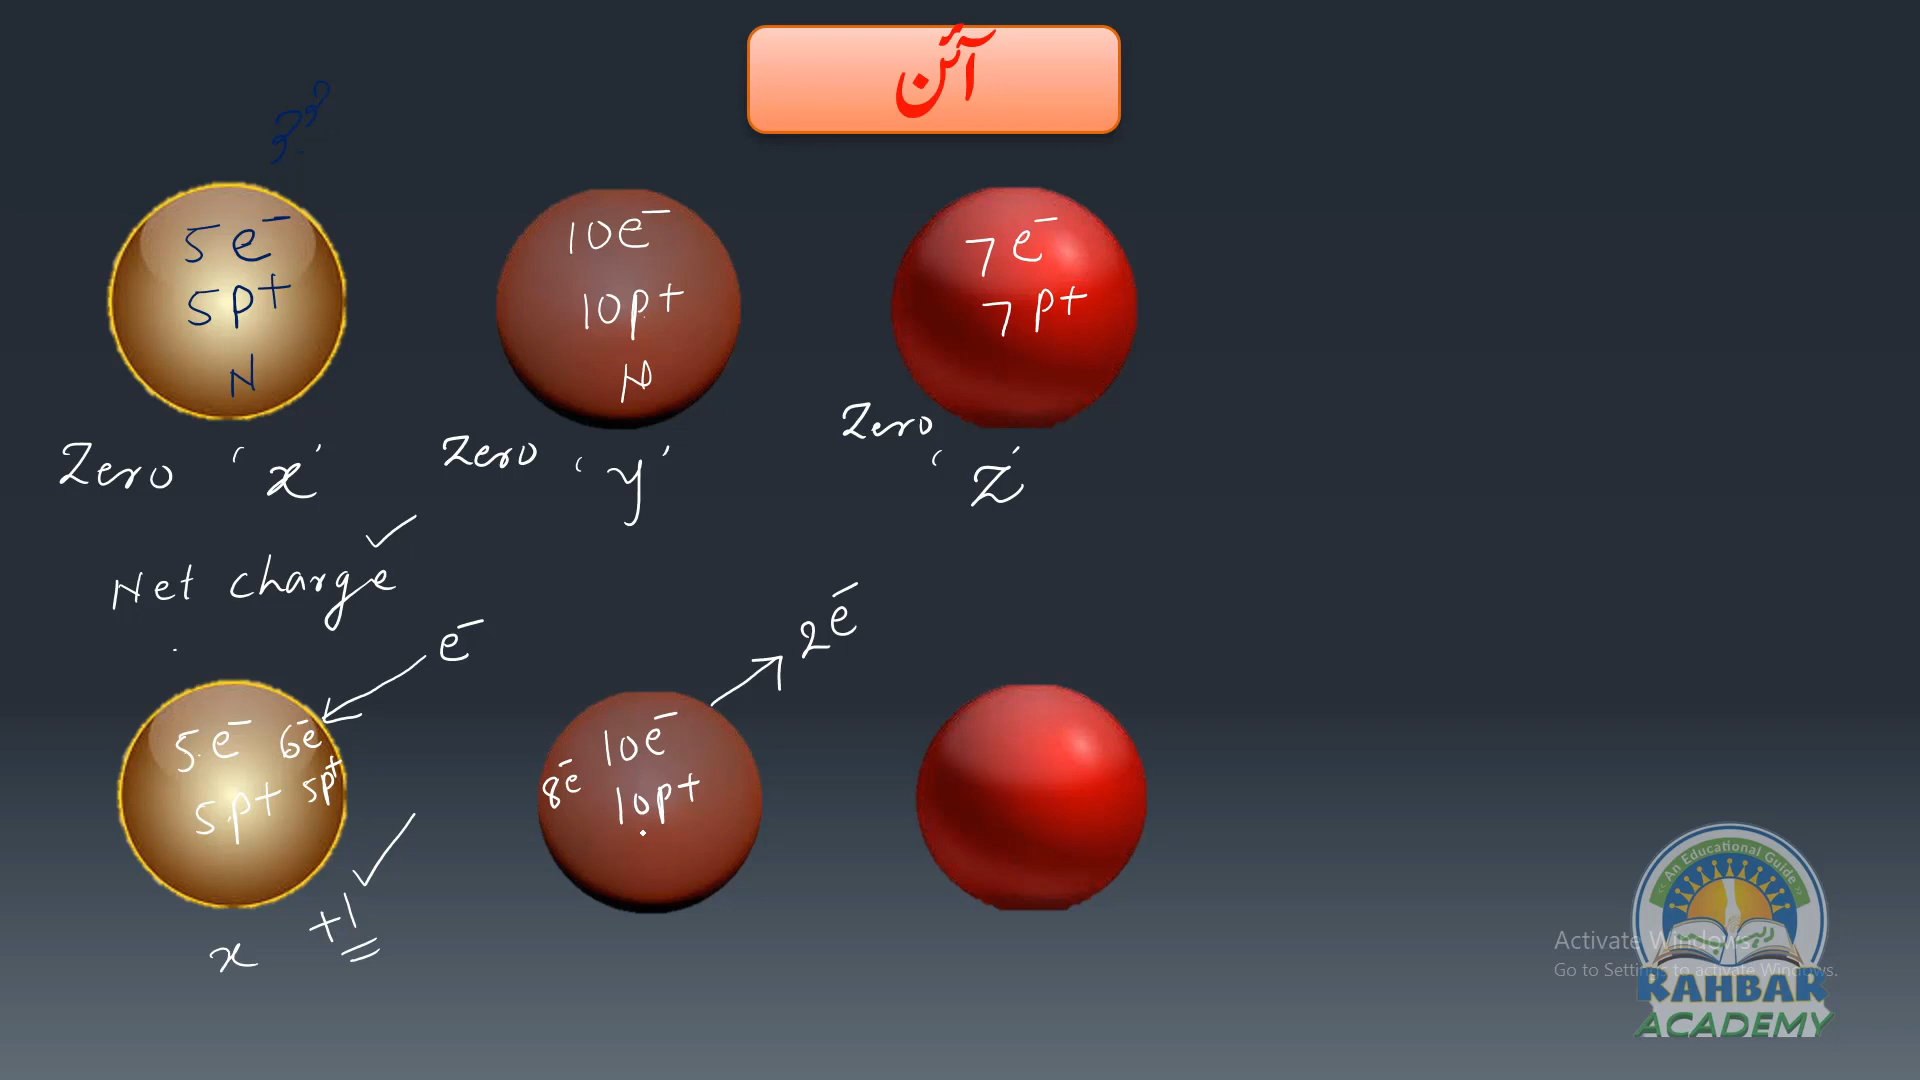 آئن
5e⁻
5p⁺
N
10e⁻
10p⁺
N
7e⁻
7p⁺
Zero 'x'
Zero 'y'
Zero 'z'
Net charge
e⁻
2e⁻
5e⁻ 6e⁻
5p⁺ 5p⁺
x +1
10e⁻
8e⁻ 10p⁺
<< An Educational Guide >>
Activate Windows
Go to Settings to activate Windows.
RAHBAR
ACADEMY